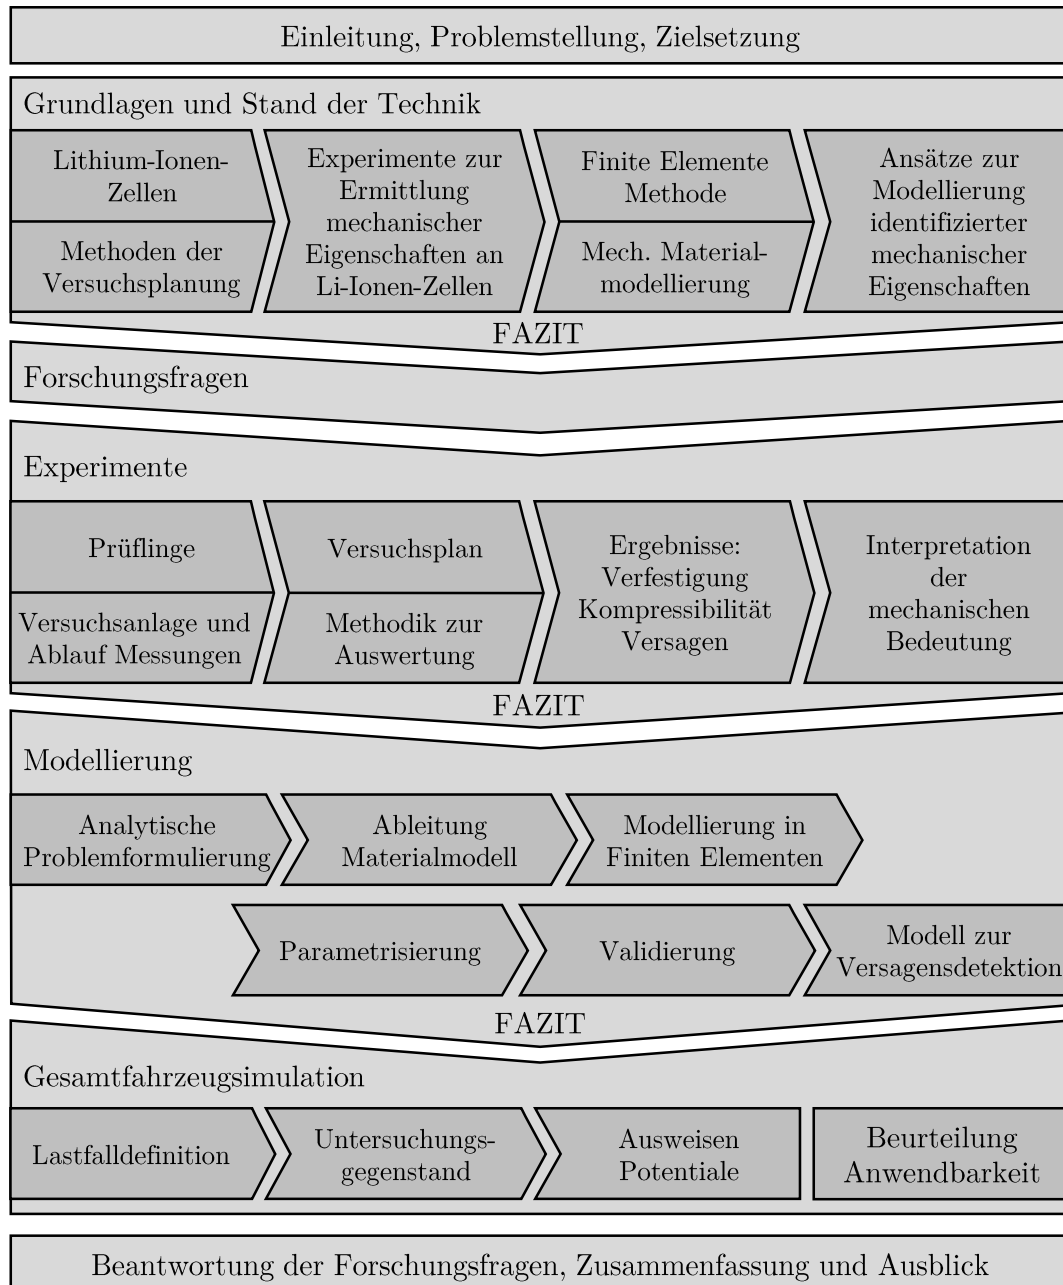 Einleitung, Problemstellung, Zielsetzung
Grundlagen und Stand der Technik
Lithium-Ionen-
Zellen
Methoden der
Versuchsplanung
Experimente zur
Ermittlung
mechanischer
Eigenschaften an
Li-Ionen-Zellen
Finite Elemente
Methode
Mech. Material-
modellierung
Ansätze zur
Modellierung
identifizierter
mechanischer
Eigenschaften
FAZIT
Forschungsfragen
Experimente
Prüflinge
Versuchsanlage und
Ablauf Messungen
Versuchsplan
Methodik zur
Auswertung
Ergebnisse:
Verfestigung
Kompressibilität
Versagen
Interpretation
der
mechanischen
Bedeutung
FAZIT
Modellierung
Analytische
Problemformulierung
Ableitung
Materialmodell
Modellierung in
Finiten Elementen
Parametrisierung
Validierung
Modell zur
Versagensdetektion
FAZIT
Gesamtfahrzeugsimulation
Lastfalldefinition
Untersuchungs-
gegenstand
Ausweisen
Potentiale
Beurteilung
Anwendbarkeit
Beantwortung der Forschungsfragen, Zusammenfassung und Ausblick